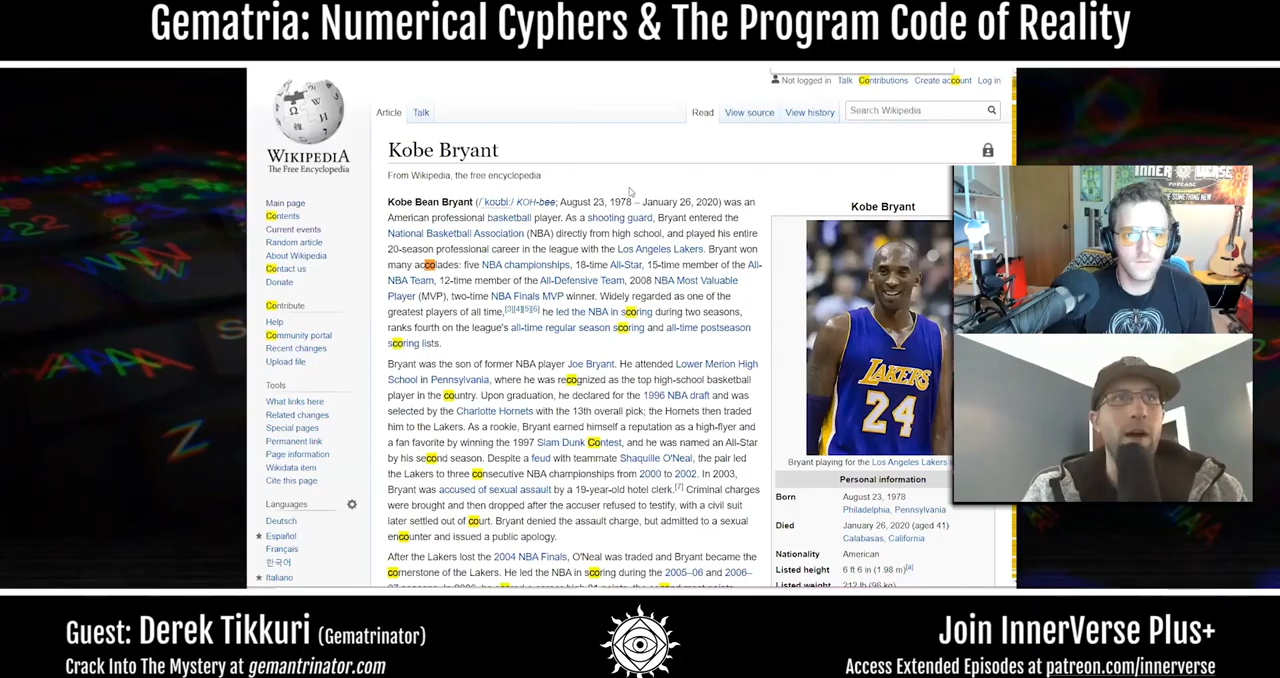 Gematria: Numerical Cyphers & The Program Code of Reality
Not logged in Talk Contributions Create account Log in
Article Talk Read View source View history Search Wikipedia
WIKIPEDIA
The Free Encyclopedia
Main page
Contents
Current events
Random article
About Wikipedia
Contact us
Donate
Contribute
Help
Community portal
Recent changes
Upload file
Tools
What links here
Related changes
Special pages
Permanent link
Page information
Wikidata item
Cite this page
Languages
Deutsch
Español
Français
한국어
Italiano
Kobe Bryant
From Wikipedia, the free encyclopedia
Kobe Bean Bryant (/ˈkoʊbiː/ KOH-bee; August 23, 1978 – January 26, 2020) was an
American professional basketball player. As a shooting guard, Bryant entered the
National Basketball Association (NBA) directly from high school, and played his entire
20-season professional career in the league with the Los Angeles Lakers. Bryant won
many accolades: five NBA championships, 18-time All-Star, 15-time member of the All-
NBA Team, 12-time member of the All-Defensive Team, 2008 NBA Most Valuable
Player (MVP), two-time NBA Finals MVP winner. Widely regarded as one of the
greatest players of all time,[3][4][5][6] he led the NBA in scoring during two seasons,
ranks fourth on the league's all-time regular season scoring and all-time postseason
scoring lists.
Bryant was the son of former NBA player Joe Bryant. He attended Lower Merion High
School in Pennsylvania, where he was recognized as the top high-school basketball
player in the country. Upon graduation, he declared for the 1996 NBA draft and was
selected by the Charlotte Hornets with the 13th overall pick; the Hornets then traded
him to the Lakers. As a rookie, Bryant earned himself a reputation as a high-flyer and
a fan favorite by winning the 1997 Slam Dunk Contest, and he was named an All-Star
by his second season. Despite a feud with teammate Shaquille O'Neal, the pair led
the Lakers to three consecutive NBA championships from 2000 to 2002. In 2003,
Bryant was accused of sexual assault by a 19-year-old hotel clerk.[7] Criminal charges
were brought and then dropped after the accuser refused to testify, with a civil suit
later settled out of court. Bryant denied the assault charge, but admitted to a sexual
encounter and issued a public apology.
After the Lakers lost the 2004 NBA Finals, O'Neal was traded and Bryant became the
cornerstone of the Lakers. He led the NBA in scoring during the 2005–06 and 2006–
Kobe Bryant
LAKERS
24
Bryant playing for the Los Angeles Lakers
Personal information
Born August 23, 1978
Philadelphia, Pennsylvania
Died January 26, 2020 (aged 41)
Calabasas, California
Nationality American
Listed height 6 ft 6 in (1.98 m)[a]
Listed weight 212 lb (96 kg)
INNERVERSE
PODCAST
Guest: Derek Tikkuri (Gematrinator)
Crack Into The Mystery at gemantrinator.com
Join InnerVerse Plus+
Access Extended Episodes at patreon.com/innerverse